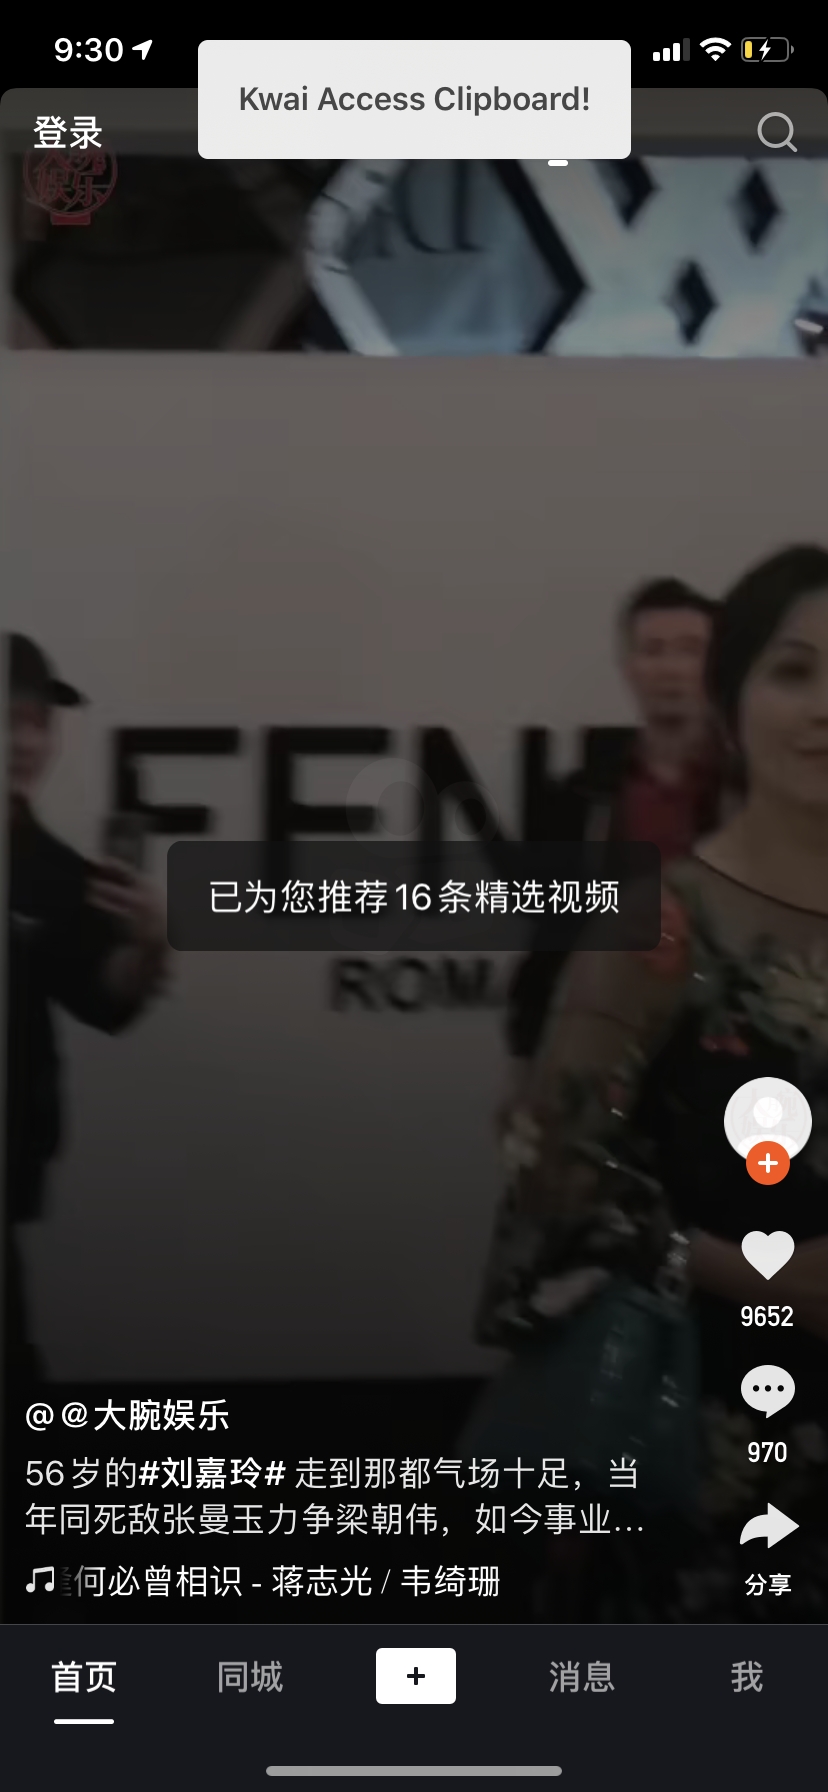 9:30
Kwai Access Clipboard!
登录
娱乐
FEN
ROM
已为您推荐16条精选视频
9652
970
分享
@@大腕娱乐
56岁的#刘嘉玲# 走到那都气场十足，当
年同死敌张曼玉力争梁朝伟，如今事业...
何必曾相识 - 蒋志光 / 韦绮珊
首页
同城
+
消息
我